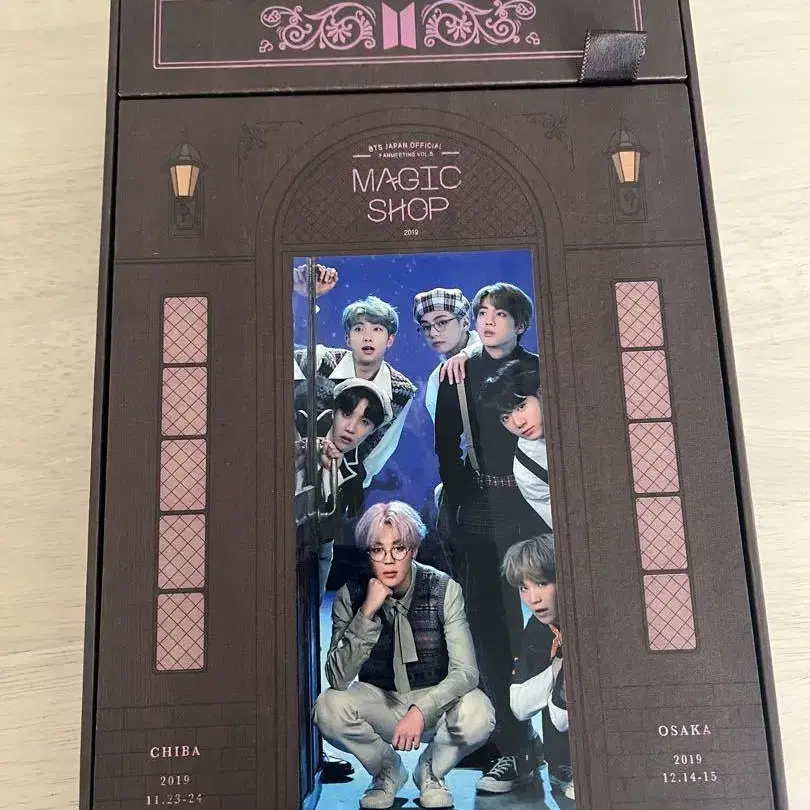 BTS JAPAN OFFICIAL
FANMEETING VOL.5
MAGIC
SHOP
2019
CHIBA
2019
11.23-24
OSAKA
2019
12.14-15